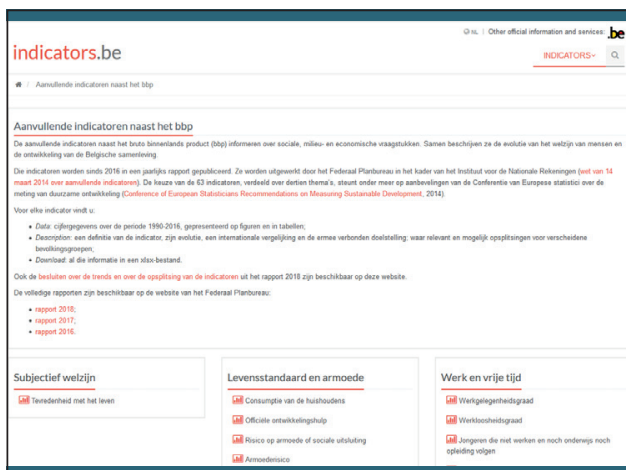 NL | Other official information and services: .be
indicators.be
INDICATORS
/ Aanvullende indicatoren naast het bbp
Aanvullende indicatoren naast het bbp
De aanvullende indicatoren naast het bruto binnenlands product (bbp) informeren over sociale, milieu- en economische vraagstukken. Samen beschrijven ze de evolutie van het welzijn van mensen en
de ontwikkeling van de Belgische samenleving.
Die indicatoren worden sinds 2016 in een jaarlijks rapport gepubliceerd. Ze worden uitgewerkt door het Federaal Planbureau in het kader van het Instituut voor de Nationale Rekeningen (wet van 14
maart 2014 over aanvullende indicatoren). De keuze van de 63 indicatoren, verdeeld over dertien thema's, steunt onder meer op aanbevelingen van de Conferentie van Europese statistici over de
meting van duurzame ontwikkeling (Conference of European Statisticians Recommendations on Measuring Sustainable Development, 2014).
Voor elke indicator vindt u:
• Data: cijfergegevens over de periode 1990-2016, gepresenteerd op figuren en in tabellen;
• Description: een definitie van de indicator, zijn evolutie, een internationale vergelijking en de ermee verbonden doelstelling; waar relevant en mogelijk opsplitsingen voor verscheidene
bevolkingsgroepen;
• Download: al die informatie in een xlsx-bestand.
Ook de besluiten over de trends en over de opsplitsing van de indicatoren uit het rapport 2018 zijn beschikbaar op deze website.
De volledige rapporten zijn beschikbaar op de website van het Federaal Planbureau:
• rapport 2018;
• rapport 2017;
• rapport 2016.
Subjectief welzijn
Tevredenheid met het leven
Levensstandaard en armoede
Consumptie van de huishoudens
Officiële ontwikkelingshulp
Risico op armoede of sociale uitsluiting
Armoederisico
Werk en vrije tijd
Werkgelegenheidsgraad
Werkloosheidsgraad
Jongeren die niet werken en noch onderwijs noch
opleiding volgen